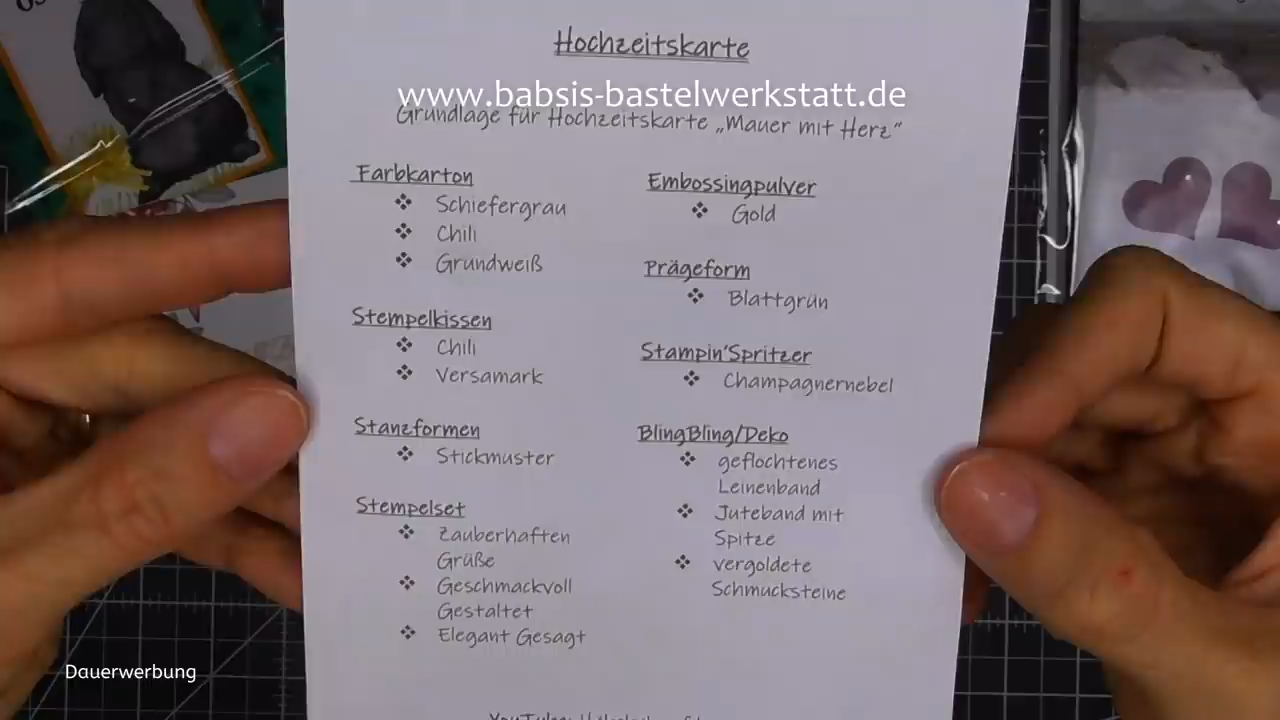 Hochzeitskarte
www.babsis-bastelwerkstatt.de
Grundlage für Hochzeitskarte „Mauer mit Herz“
Farbkarton
❖ Schiefergrau
❖ Chili
❖ Grundweiß
Stempelkissen
❖ Chili
❖ Versamark
Stanzformen
❖ Stickmuster
Stempelset
❖ Zauberhaften
Grüße
❖ Geschmackvoll
Gestaltet
❖ Elegant Gesagt
Embossingpulver
❖ Gold
Prägeform
❖ Blattgrün
Stampin'Spritzer
❖ Champagnernebel
BlingBling/Deko
❖ geflochtenes
Leinenband
❖ Juteband mit
Spitze
❖ vergoldete
Schmucksteine
Dauerwerbung